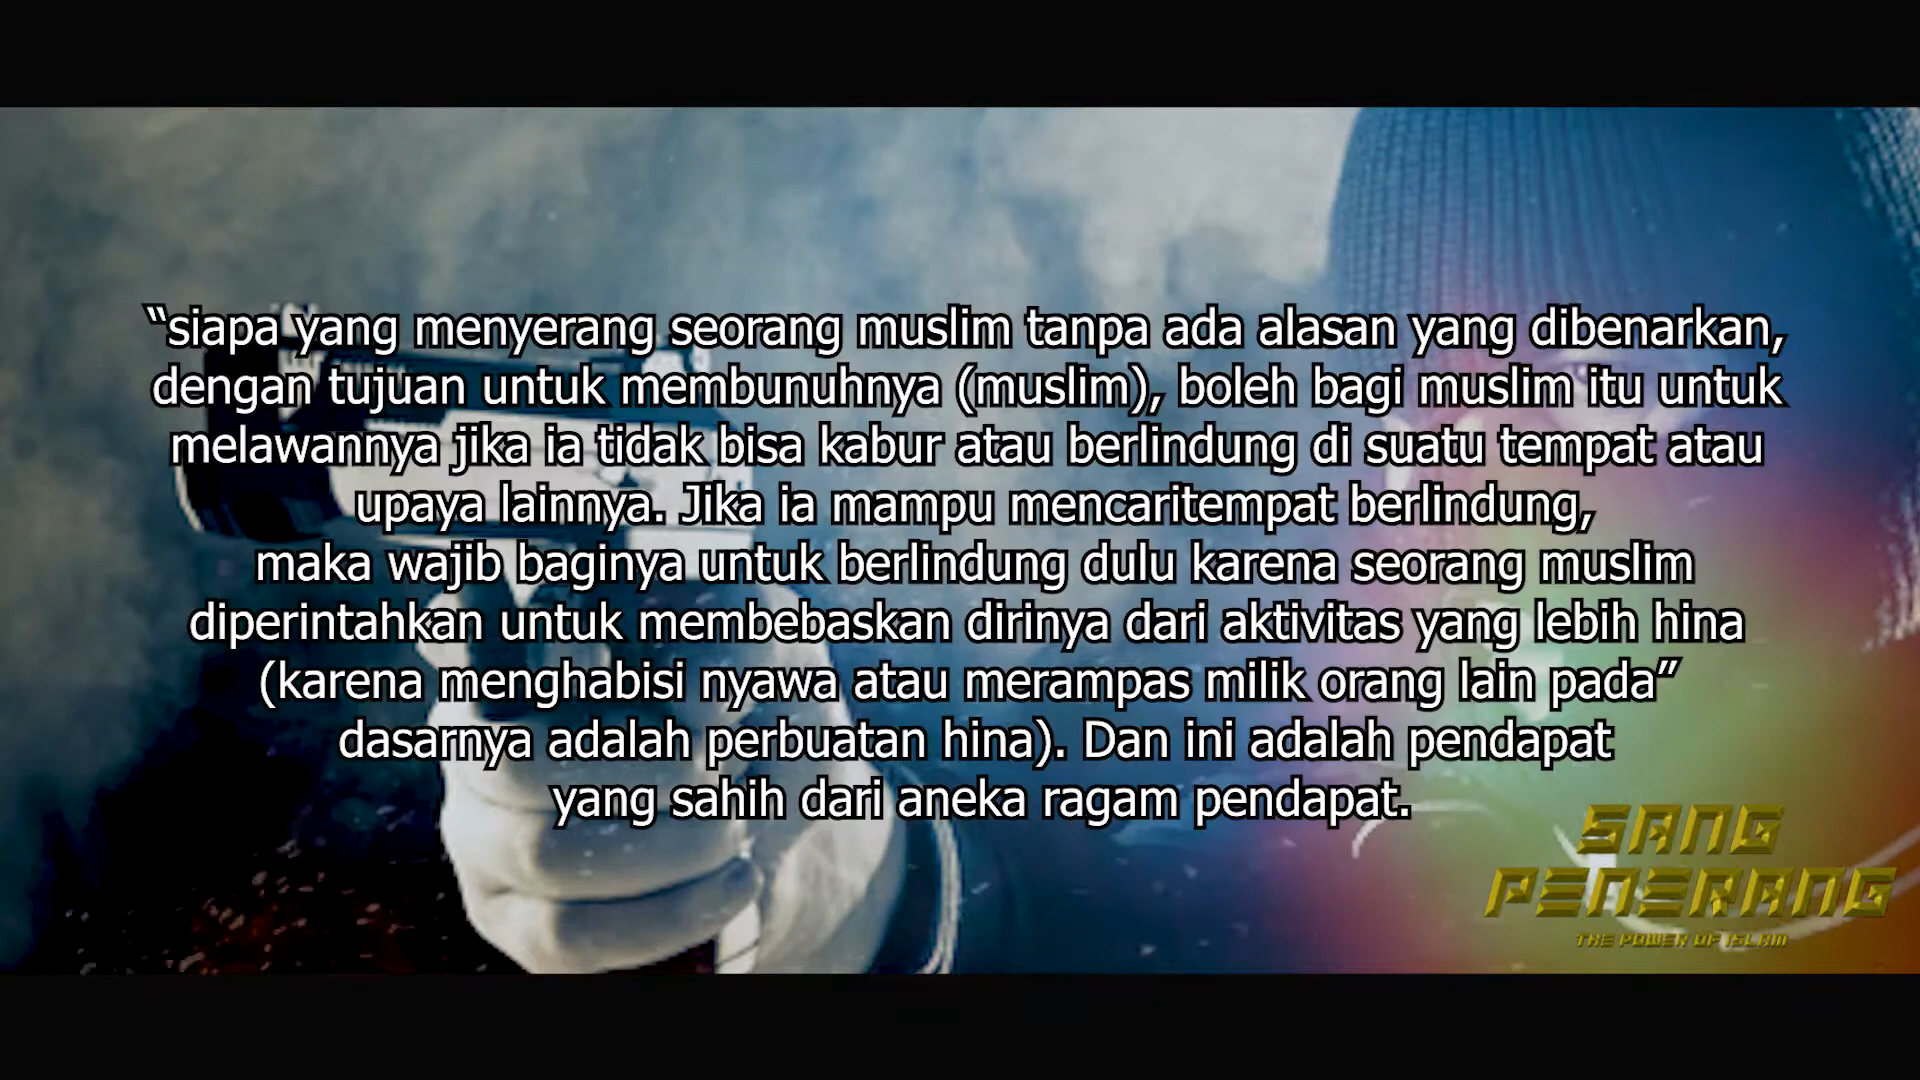 “siapa yang menyerang seorang muslim tanpa ada alasan yang dibenarkan,
dengan tujuan untuk membunuhnya (muslim), boleh bagi muslim itu untuk
melawannya jika ia tidak bisa kabur atau berlindung di suatu tempat atau
upaya lainnya. Jika ia mampu mencaritempat berlindung,
maka wajib baginya untuk berlindung dulu karena seorang muslim
diperintahkan untuk membebaskan dirinya dari aktivitas yang lebih hina
(karena menghabisi nyawa atau merampas milik orang lain pada”
dasarnya adalah perbuatan hina). Dan ini adalah pendapat
yang sahih dari aneka ragam pendapat.
SANG
PENERANG
THE POWER OF ISLAM